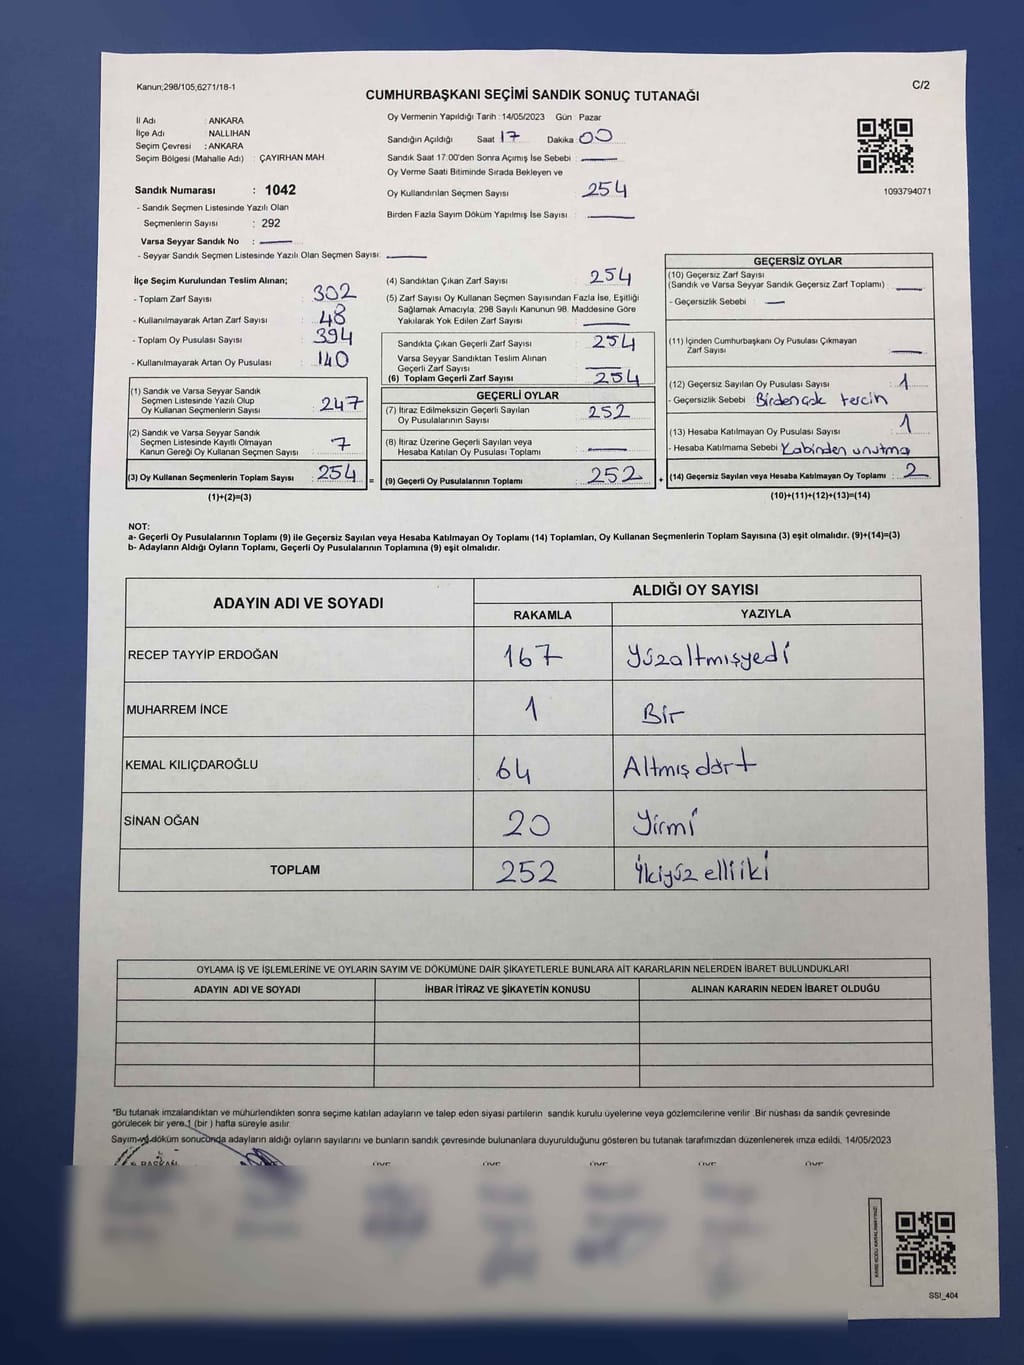 Kanun;298/105;6271/18-1
C/2
CUMHURBAŞKANI SEÇİMİ SANDIK SONUÇ TUTANAĞI
İl Adı : ANKARA
İlçe Adı : NALLIHAN
Seçim Çevresi : ANKARA
Seçim Bölgesi (Mahalle Adı) : ÇAYIRHAN MAH.
Sandık Numarası : 1042
- Sandık Seçmen Listesinde Yazılı Olan
Seçmenlerin Sayısı : 292
Varsa Seyyar Sandık No :
- Seyyar Sandık Seçmen Listesinde Yazılı Olan Seçmen Sayısı:
Oy Vermenin Yapıldığı Tarih : 14/05/2023 Gün : Pazar
Sandığın Açıldığı Saat 17 Dakika 00
Sandık Saat 17:00'den Sonra Açımış İse Sebebi :
Oy Verme Saati Bitiminde Sırada Bekleyen ve
Oy Kullandırılan Seçmen Sayısı : 254
Birden Fazla Sayım Döküm Yapılmış İse Sayısı :
1093794071
İlçe Seçim Kurulundan Teslim Alınan;
- Toplam Zarf Sayısı : 302
- Kullanılmayarak Artan Zarf Sayısı : 48
- Toplam Oy Pusulası Sayısı : 394
- Kullanılmayarak Artan Oy Pusulası : 140
(1) Sandık ve Varsa Seyyar Sandık
Seçmen Listesinde Yazılı Olup
Oy Kullanan Seçmenlerin Sayısı : 247
(2) Sandık ve Varsa Seyyar Sandık
Seçmen Listesinde Kayıtlı Olmayan
Kanun Gereği Oy Kullanan Seçmen Sayısı : 7
(3) Oy Kullanan Seçmenlerin Toplam Sayısı : 254 =
(1)+(2)=(3)
(4) Sandıktan Çıkan Zarf Sayısı : 254
(5) Zarf Sayısı Oy Kullanan Seçmen Sayısından Fazla İse, Eşitliği
Sağlamak Amacıyla; 298 Sayılı Kanunun 98. Maddesine Göre
Yakılarak Yok Edilen Zarf Sayısı :
Sandıkta Çıkan Geçerli Zarf Sayısı : 254
Varsa Seyyar Sandıktan Teslim Alınan
Geçerli Zarf Sayısı :
(6) Toplam Geçerli Zarf Sayısı : 254
GEÇERLİ OYLAR
(7) İtiraz Edilmeksizin Geçerli Sayılan
Oy Pusulalarının Sayısı : 252
(8) İtiraz Üzerine Geçerli Sayılan veya
Hesaba Katılan Oy Pusulası Toplamı :
(9) Geçerli Oy Pusulalarının Toplamı : 252 +
GEÇERSİZ OYLAR
(10) Geçersiz Zarf Sayısı
(Sandık ve Varsa Seyyar Sandık Geçersiz Zarf Toplamı) :
- Geçersizlik Sebebi :
(11) İçinden Cumhurbaşkanı Oy Pusulası Çıkmayan
Zarf Sayısı :
(12) Geçersiz Sayılan Oy Pusulası Sayısı : 1
- Geçersizlik Sebebi : Birdençok tercih
(13) Hesaba Katılmayan Oy Pusulası Sayısı : 1
- Hesaba Katılmama Sebebi : Kabinden unutma
(14) Geçersiz Sayılan veya Hesaba Katılmayan Oy Toplamı : 2
(10)+(11)+(12)+(13)=(14)
NOT:
a- Geçerli Oy Pusulalarının Toplamı (9) ile Geçersiz Sayılan veya Hesaba Katılmayan Oy Toplamı (14) Toplamları, Oy Kullanan Seçmenlerin Toplam Sayısına (3) eşit olmalıdır. (9)+(14)=(3)
b- Adayların Aldığı Oyların Toplamı, Geçerli Oy Pusulalarının Toplamına (9) eşit olmalıdır.
ADAYIN ADI VE SOYADI
ALDIĞI OY SAYISI
RAKAMLA YAZIYLA
RECEP TAYYİP ERDOĞAN 167 Yüzaltmışyedi
MUHARREM İNCE 1 Bir
KEMAL KILIÇDAROĞLU 64 Altmış dört
SİNAN OĞAN 20 Yirmi
TOPLAM 252 İkiyüz elli iki
OYLAMA İŞ VE İŞLEMLERİNE VE OYLARIN SAYIM VE DÖKÜMÜNE DAİR ŞİKAYETLERLE BUNLARA AİT KARARLARIN NELERDEN İBARET BULUNDUKLARI
ADAYIN ADI VE SOYADI İHBAR İTİRAZ VE ŞİKAYETİN KONUSU ALINAN KARARIN NEDEN İBARET OLDUĞU
*Bu tutanak imzalandıktan ve mühürlendikten sonra seçime katılan adayların ve talep eden siyasi partilerin sandık kurulu üyelerine veya gözlemcilerine verilir .Bir nüshası da sandık çevresinde
görülecek bir yere 1 (bir ) hafta süreyle asılır.
Sayım ve döküm sonucunda adayların aldığı oyların sayılarını ve bunların sandık çevresinde bulunanlara duyurulduğunu gösteren bu tutanak tarafımızdan düzenlenerek imza edildi. 14/05/2023
BAŞKAN ÜYE ÜYE ÜYE ÜYE ÜYE
SSI_404